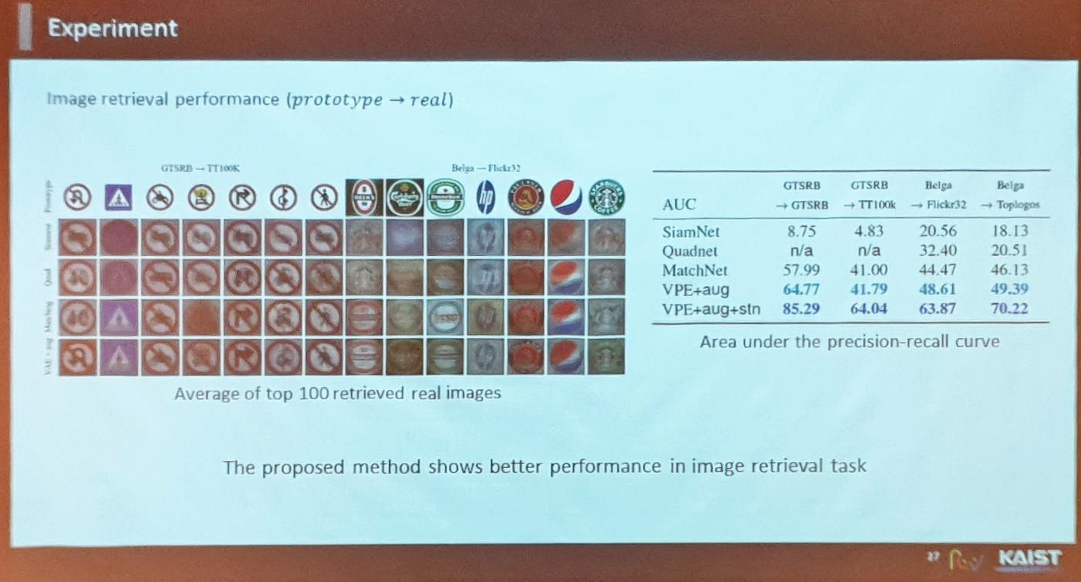 Experiment
Image retrieval performance (prototype → real)
GTSRB → TT100K
Belga → Flickr32
Prototype
Siamese
Quad
Matching
VAE + aug
hp
Average of top 100 retrieved real images
GTSRB GTSRB Belga Belga
AUC → GTSRB → TT100k → Flickr32 → Toplogos
SiamNet 8.75 4.83 20.56 18.13
Quadnet n/a n/a 32.40 20.51
MatchNet 57.99 41.00 44.47 46.13
VPE+aug 64.77 41.79 48.61 49.39
VPE+aug+stn 85.29 64.04 63.87 70.22
Area under the precision-recall curve
The proposed method shows better performance in image retrieval task
27
KAIST